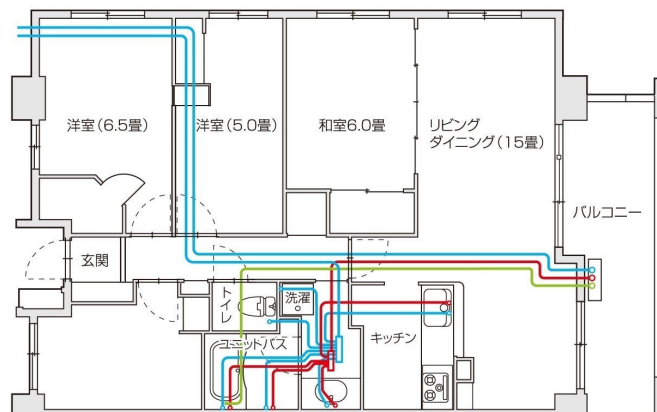 洋室(6.5畳)
洋室(5.0畳)
和室6.0畳
リビング
ダイニング(15畳)
バルコニー
玄関
トイレ
洗濯
ユニットバス
キッチン